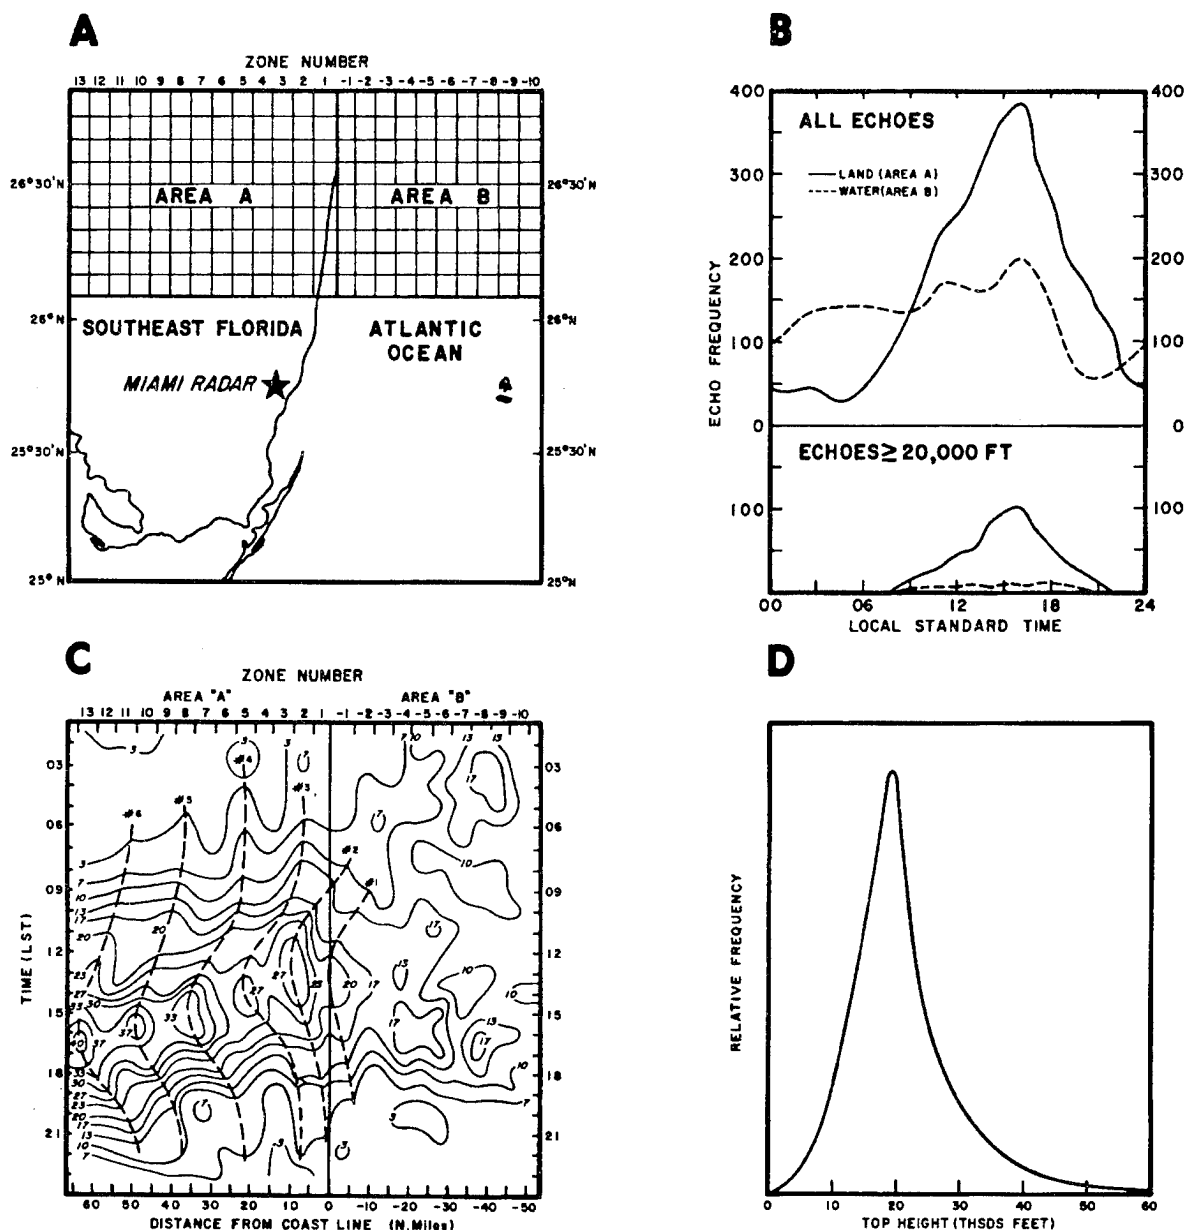 A
ZONE NUMBER
13 12 11 10 9 8 7 6 5 4 3 2 1 -1 -2 -3 -4 -5 -6 -7 -8 -9 -10
26°30'N
AREA A
AREA B
26°30'N
26°N
SOUTHEAST FLORIDA
ATLANTIC
OCEAN
26°N
MIAMI RADAR
25°30'N
25°30'N
25°N
25°N
B
400
300
200
100
0
ALL ECHOES
LAND (AREA A)
WATER (AREA B)
400
300
200
100
0
ECHO FREQUENCY
ECHOES ≥ 20,000 FT
100
100
00 06 12 18 24
LOCAL STANDARD TIME
C
ZONE NUMBER
AREA "A"
AREA "B"
13 12 11 10 9 8 7 6 5 4 3 2 1 -1 -2 -3 -4 -5 -6 -7 -8 -9 -10
TIME (LST)
03
06
09
12
15
18
21
03
06
09
12
15
18
21
#6
#5
#4
#3
#2
#1
60 50 40 30 20 10 0 -10 -20 -30 -40 -50
DISTANCE FROM COAST LINE (N.Miles)
D
RELATIVE FREQUENCY
0 10 20 30 40 50 60
TOP HEIGHT (THSDS FEET)